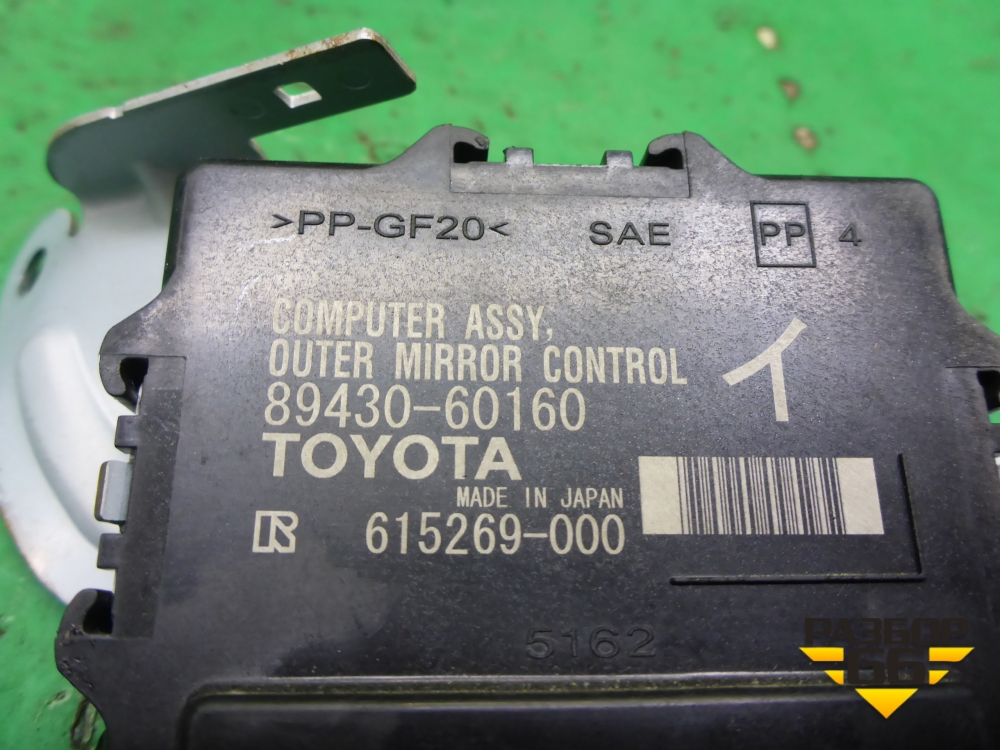 >PP-GF20< SAE PP 4
COMPUTER ASSY,
OUTER MIRROR CONTROL
イ
89430-60160
TOYOTA
MADE IN JAPAN
R 615269-000
5162
РАЗБОР
66